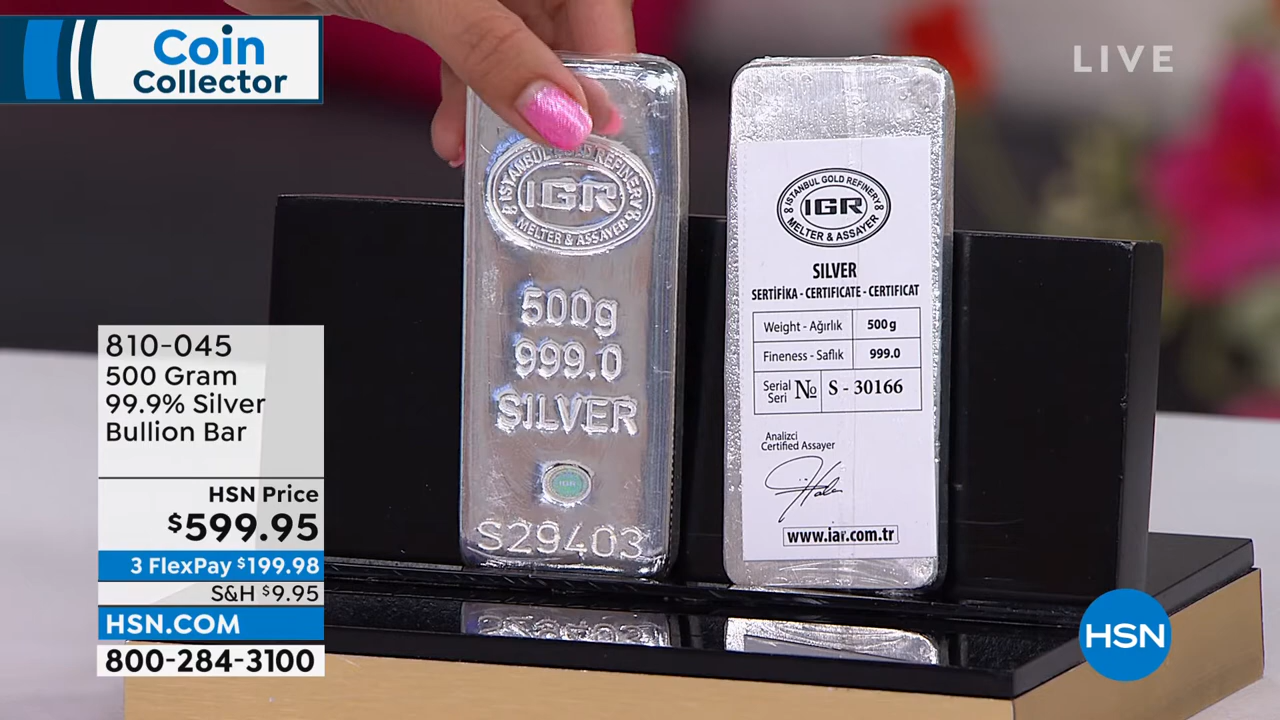 Coin
Collector
LIVE
ISTANBUL GOLD REFINERY
IGR
MELTER & ASSAYER
500g
999.0
SILVER
S29403
ISTANBUL GOLD REFINERY
IGR
MELTER & ASSAYER
SILVER
SERTİFİKA - CERTIFICATE - CERTIFICAT
Weight - Ağırlık 500 g
Fineness - Saflık 999.0
Serial
Seri No S - 30166
Analizci
Certified Assayer
www.iar.com.tr
810-045
500 Gram
99.9% Silver
Bullion Bar
HSN Price
$599.95
3 FlexPay $199.98
S&H $9.95
HSN.COM
800-284-3100
HSN